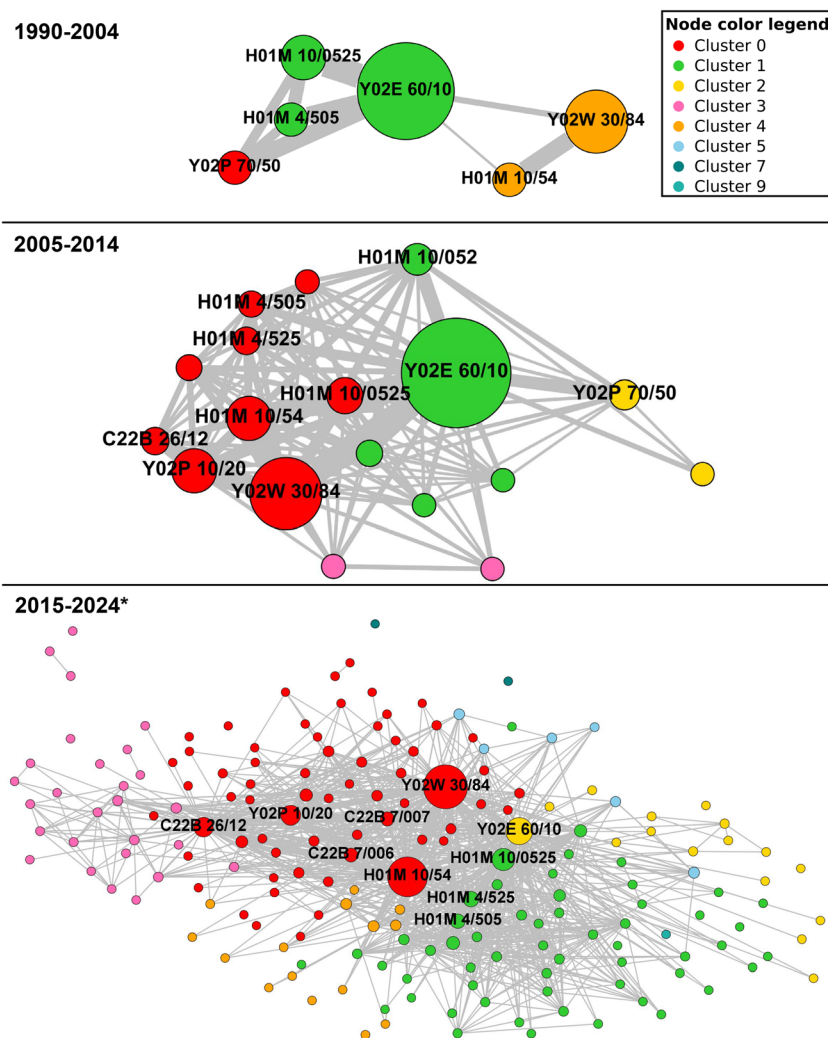 1990-2004
Node color legend
Cluster 0
Cluster 1
Cluster 2
Cluster 3
Cluster 4
Cluster 5
Cluster 7
Cluster 9
H01M 10/0525
Y02E 60/10
H01M 4/505
Y02W 30/84
Y02P 70/50
H01M 10/54
2005-2014
H01M 10/052
H01M 4/505
H01M 4/525
Y02E 60/10
H01M 10/0525
Y02P 70/50
H01M 10/54
C22B 26/12
Y02P 10/20
Y02W 30/84
2015-2024*
Y02W 30/84
Y02P 10/20
C22B 7/007
C22B 26/12
Y02E 60/10
C22B 7/006
H01M 10/0525
H01M 10/54
H01M 4/525
H01M 4/505